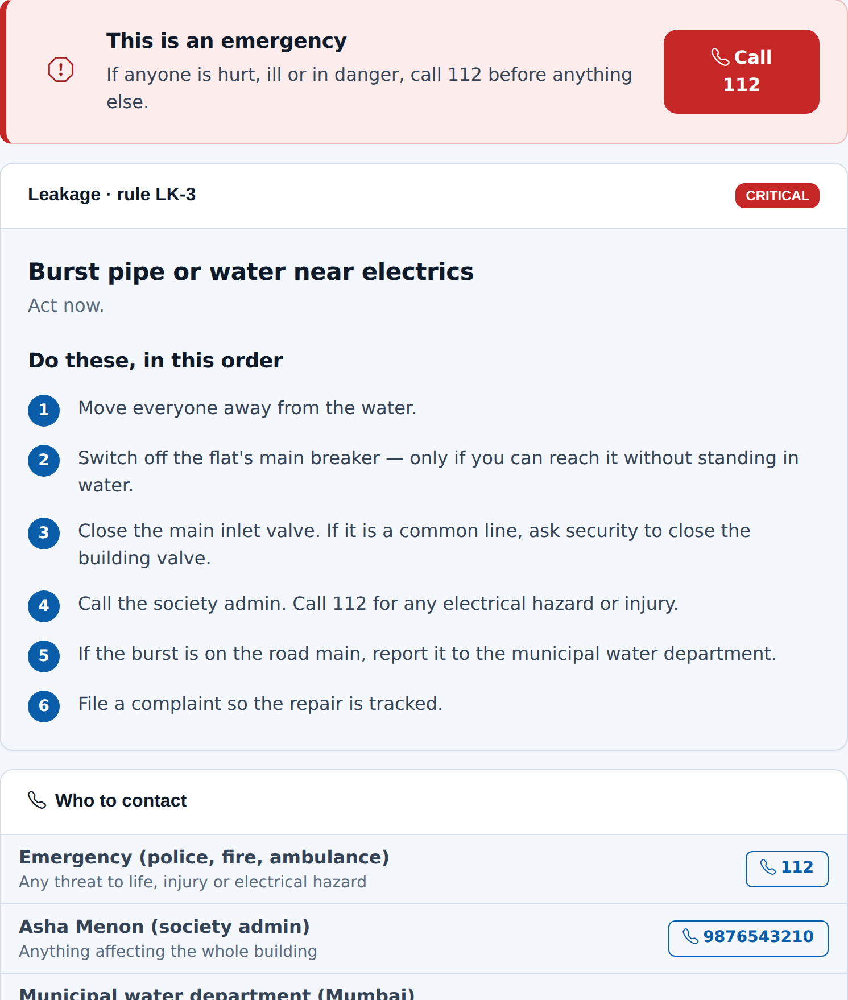 This is an emergency
If anyone is hurt, ill or in danger, call 112 before anything
else.
Call
112
Leakage · rule LK-3
CRITICAL
Burst pipe or water near electrics
Act now.
Do these, in this order
1 Move everyone away from the water.
2 Switch off the flat's main breaker — only if you can reach it without standing in
water.
3 Close the main inlet valve. If it is a common line, ask security to close the
building valve.
4 Call the society admin. Call 112 for any electrical hazard or injury.
5 If the burst is on the road main, report it to the municipal water department.
6 File a complaint so the repair is tracked.
Who to contact
Emergency (police, fire, ambulance)
Any threat to life, injury or electrical hazard
112
Asha Menon (society admin)
Anything affecting the whole building
9876543210
Municipal water department (Mumbai)